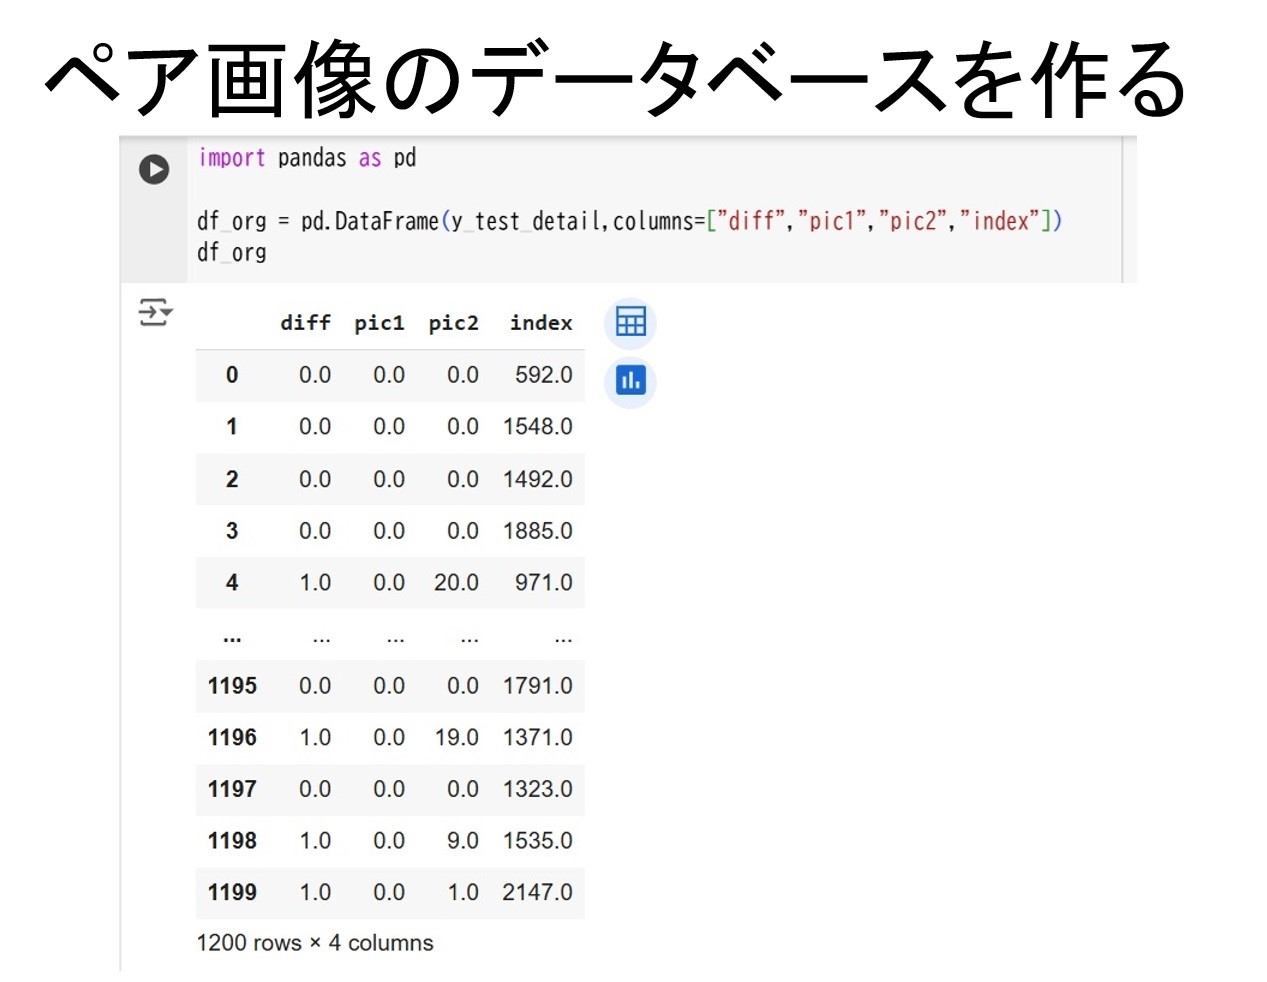 ペア画像のデータベースを作る
import pandas as pd
df_org = pd.DataFrame(y_test_detail,columns=["diff","pic1","pic2","index"])
df_org
diff pic1 pic2 index
0 0.0 0.0 0.0 592.0
1 0.0 0.0 0.0 1548.0
2 0.0 0.0 0.0 1492.0
3 0.0 0.0 0.0 1885.0
4 1.0 0.0 20.0 971.0
... ... ... ... ...
1195 0.0 0.0 0.0 1791.0
1196 1.0 0.0 19.0 1371.0
1197 0.0 0.0 0.0 1323.0
1198 1.0 0.0 9.0 1535.0
1199 1.0 0.0 1.0 2147.0
1200 rows × 4 columns